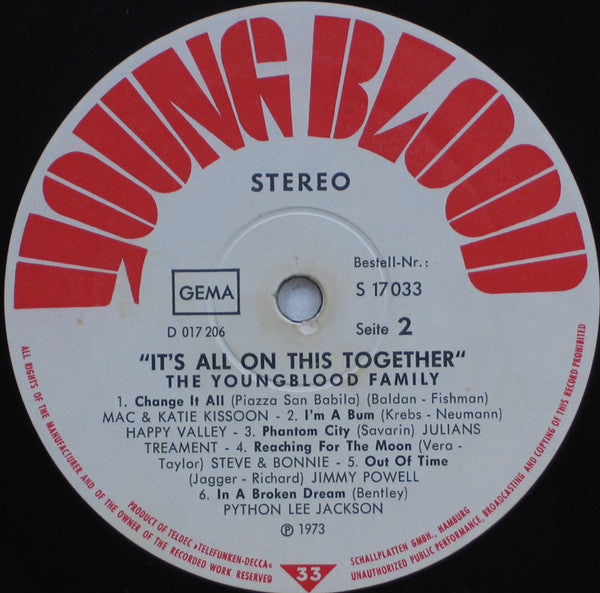 YOUNG BLOOD
STEREO
Bestell-Nr.:
GEMA
S 17 033
D 017 206
Seite 2
"IT'S ALL ON THIS TOGETHER"
THE YOUNGBLOOD FAMILY
1. Change It All (Piazza San Babila) (Baldan - Fishman)
MAC & KATIE KISSOON - 2. I'm A Bum (Krebs - Neumann)
HAPPY VALLEY - 3. Phantom City (Savarin) JULIANS
TREAMENT - 4. Reaching For The Moon (Vera -
Taylor) STEVE & BONNIE - 5. Out Of Time
(Jagger - Richard) JIMMY POWELL
6. In A Broken Dream (Bentley)
PYTHON LEE JACKSON
℗ 1973
ALL RIGHTS OF THE MANUFACTURER AND OF THE OWNER OF THE RECORDED WORK RESERVED
PRODUCT OF TELDEC »TELEFUNKEN-DECCA«
33
SCHALLPLATTEN GMBH., HAMBURG
UNAUTHORIZED PUBLIC PERFORMANCE, BROADCASTING AND COPYING OF THIS RECORD PROHIBITED